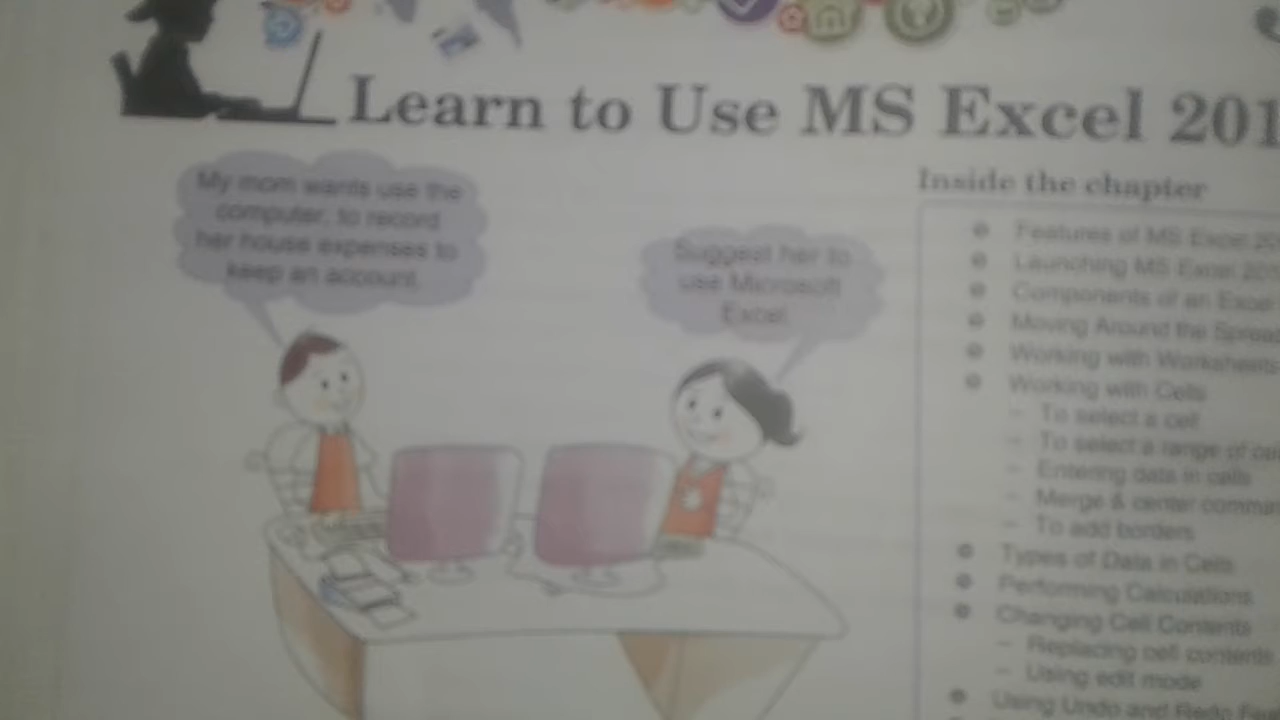 Learn to Use MS Excel 201
My mom wants use the
computer, to record
her house expenses to
keep an account.
Suggest her to
use Microsoft
Excel.
Inside the chapter
Features of MS Excel 20
Launching MS Excel 201
Components of an Excel
Moving Around the
Working with Worksheets
Working with Cells
– To select a cell
– To select a range of
– Entering data in cells
– Merge & center
– To add borders
Types of Data in Cells
Performing Calculations
Changing Cell Contents
– Replacing cell contents
– Using edit mode
Using Undo and Redo